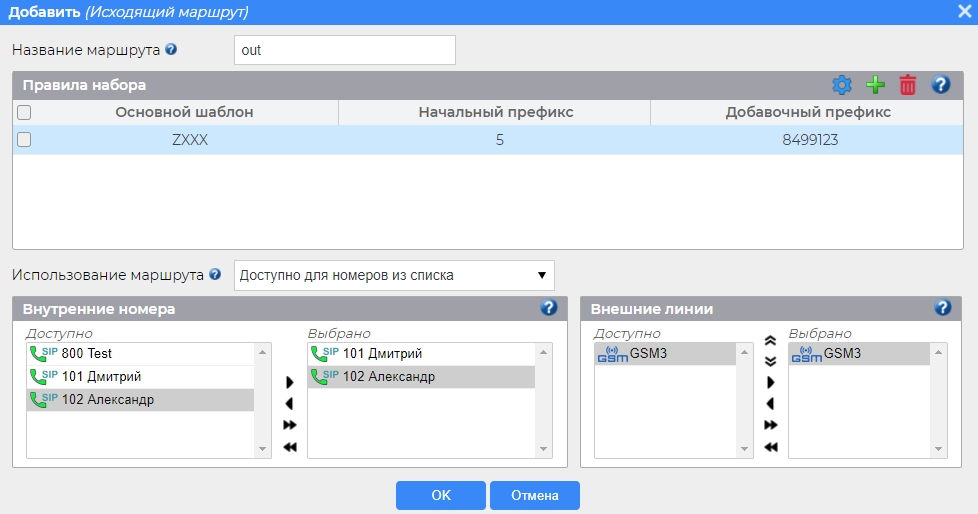 Добавить (Исходящий маршрут)
Название маршрута ? out
Правила набора ?
Основной шаблон Начальный префикс Добавочный префикс
ZXXX 5 8499123
Использование маршрута ? Доступно для номеров из списка
Внутренние номера ? Внешние линии ?
Доступно Выбрано Доступно Выбрано
SIP 800 Test SIP 101 Дмитрий GSM GSM3 GSM GSM3
SIP 101 Дмитрий SIP 102 Александр
SIP 102 Александр
OK Отмена